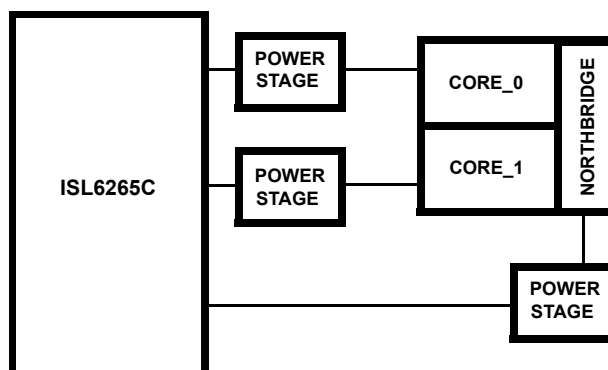 ISL6265C
POWER
STAGE
CORE_0
POWER
STAGE
CORE_1
NORTHBRIDGE
POWER
STAGE